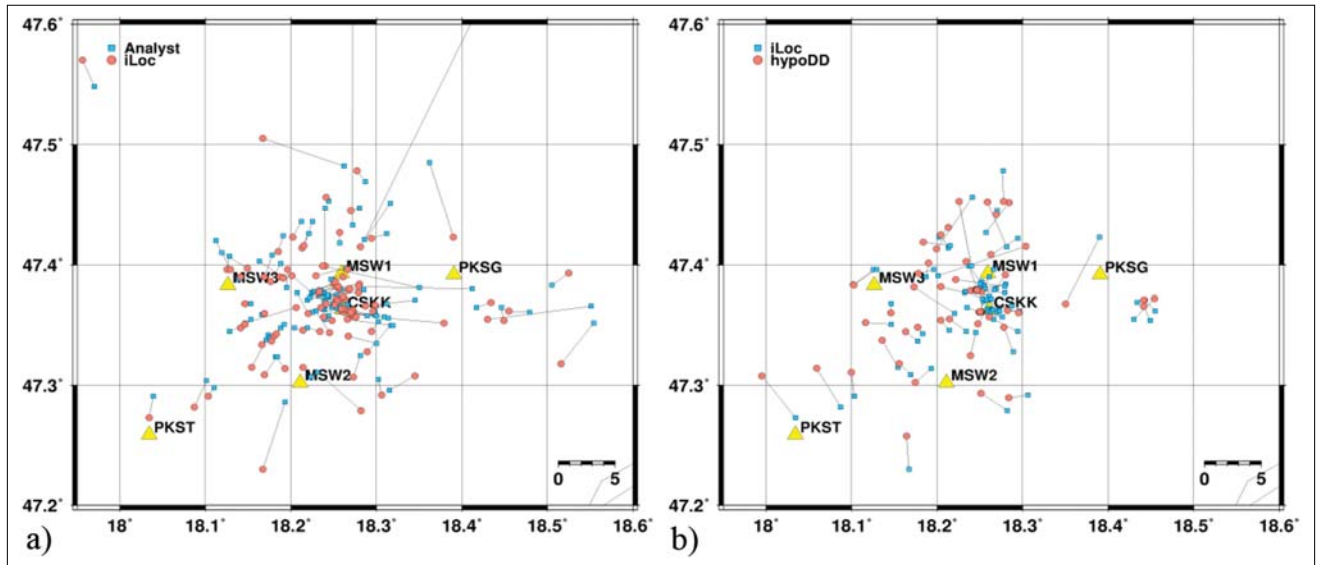 47.6°
47.5°
47.4°
47.3°
47.2°
18°
18.1°
18.2°
18.3°
18.4°
18.5°
18.6°
Analyst
iLoc
MSW1
MSW3
PKSG
CSKK
MSW2
PKST
0 5
a)
47.6°
47.5°
47.4°
47.3°
47.2°
18°
18.1°
18.2°
18.3°
18.4°
18.5°
18.6°
iLoc
hypoDD
MSW1
MSW3
PKSG
CSKK
MSW2
PKST
0 5
b)